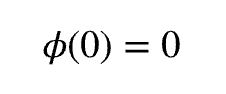 ϕ(0) = 0